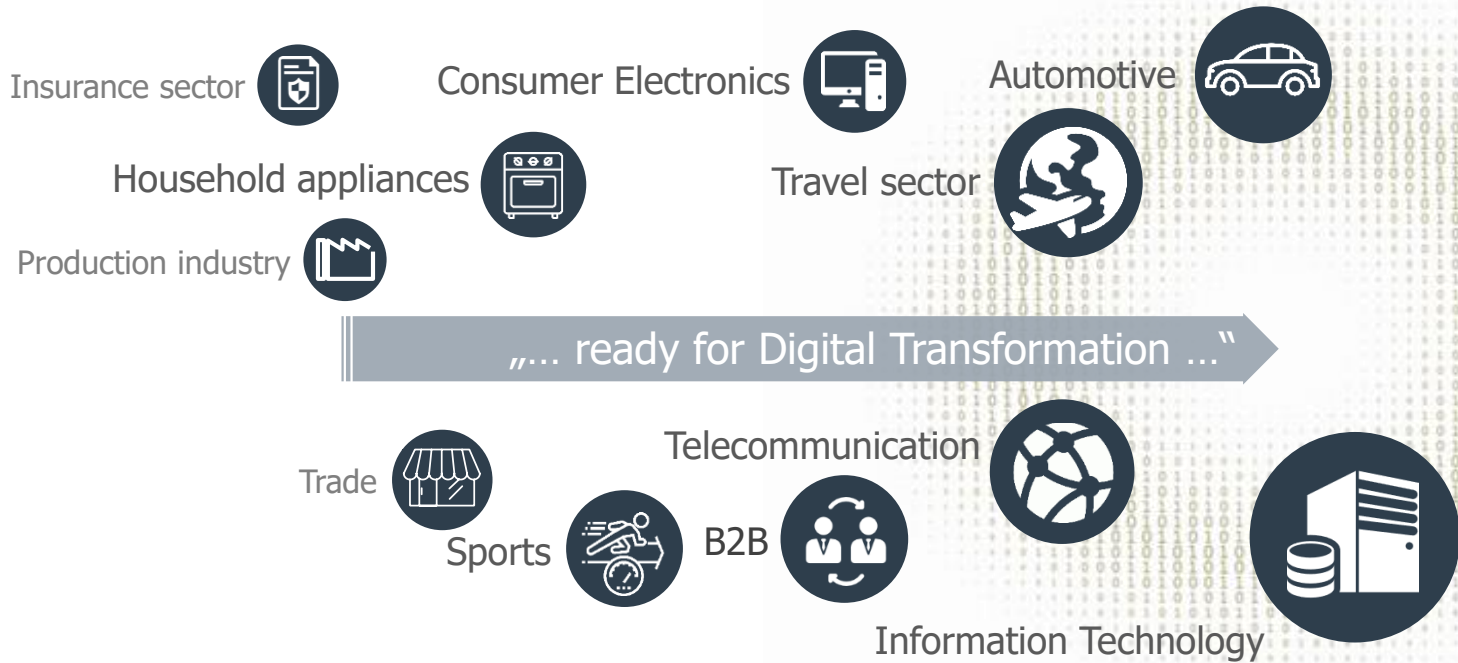 Insurance sector
Consumer Electronics
Automotive
Household appliances
Travel sector
Production industry
„… ready for Digital Transformation …“
Telecommunication
Trade
Sports
B2B
Information Technology